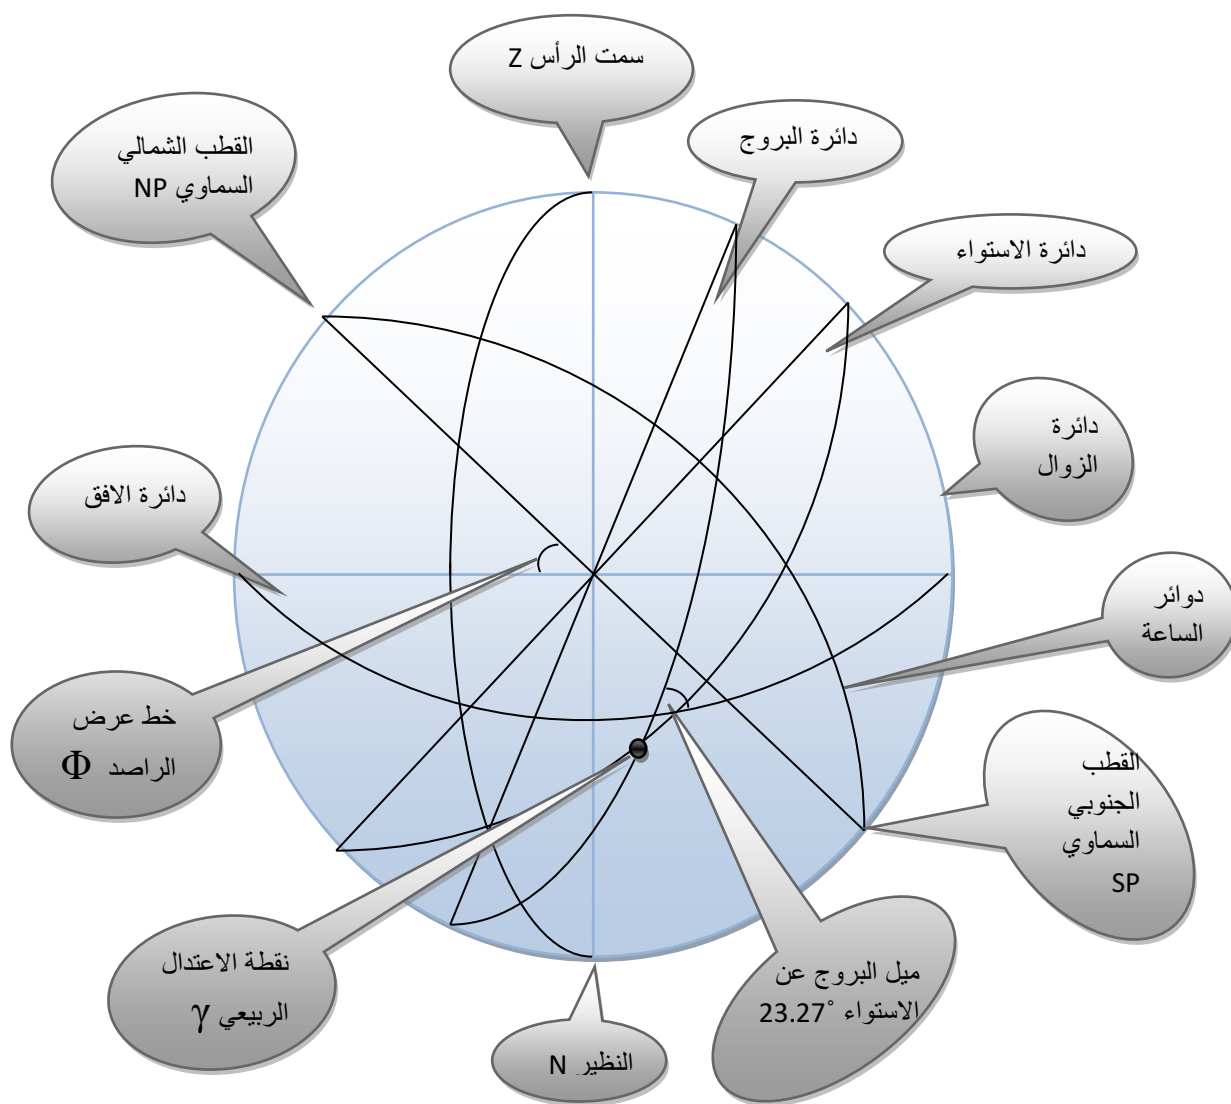 سمت الرأس Z
دائرة البروج
القطب الشمالي
السماوي NP
دائرة الاستواء
دائرة
الزوال
دائرة الافق
دوائر
الساعة
خط عرض
الراصد Φ
القطب
الجنوبي
السماوي
SP
نقطة الاعتدال
الربيعي γ
ميل البروج عن
الاستواء 23.27˚
النظير N